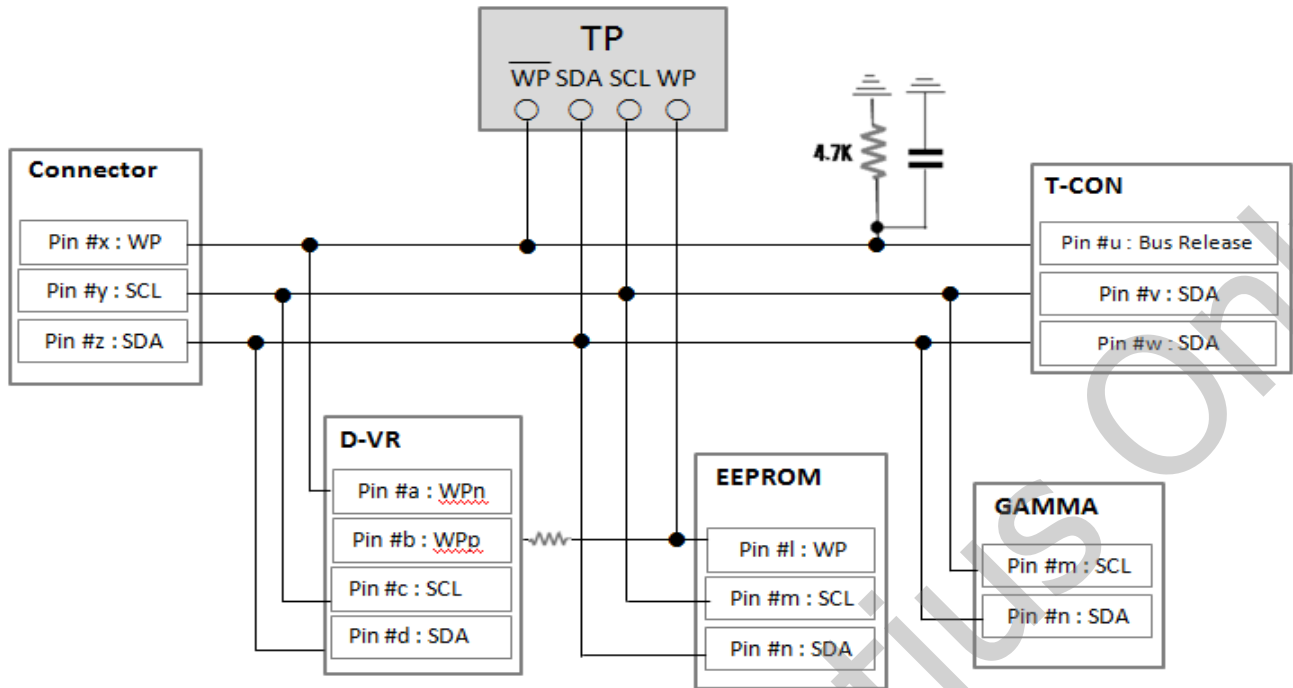 TP
WP SDA SCL WP
4.7K
Connector
Pin #x : WP
Pin #y : SCL
Pin #z : SDA
T-CON
Pin #u : Bus Release
Pin #v : SDA
Pin #w : SDA
D-VR
Pin #a : WPn
Pin #b : WPp
Pin #c : SCL
Pin #d : SDA
EEPROM
Pin #l : WP
Pin #m : SCL
Pin #n : SDA
GAMMA
Pin #m : SCL
Pin #n : SDA